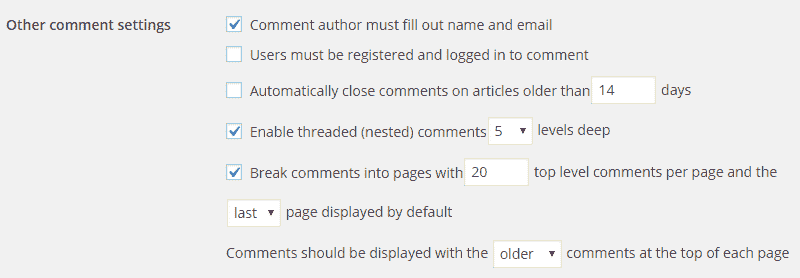 Other comment settings Comment author must fill out name and email
Users must be registered and logged in to comment
Automatically close comments on articles older than 14 days
Enable threaded (nested) comments 5 levels deep
Break comments into pages with 20 top level comments per page and the
last page displayed by default
Comments should be displayed with the older comments at the top of each page